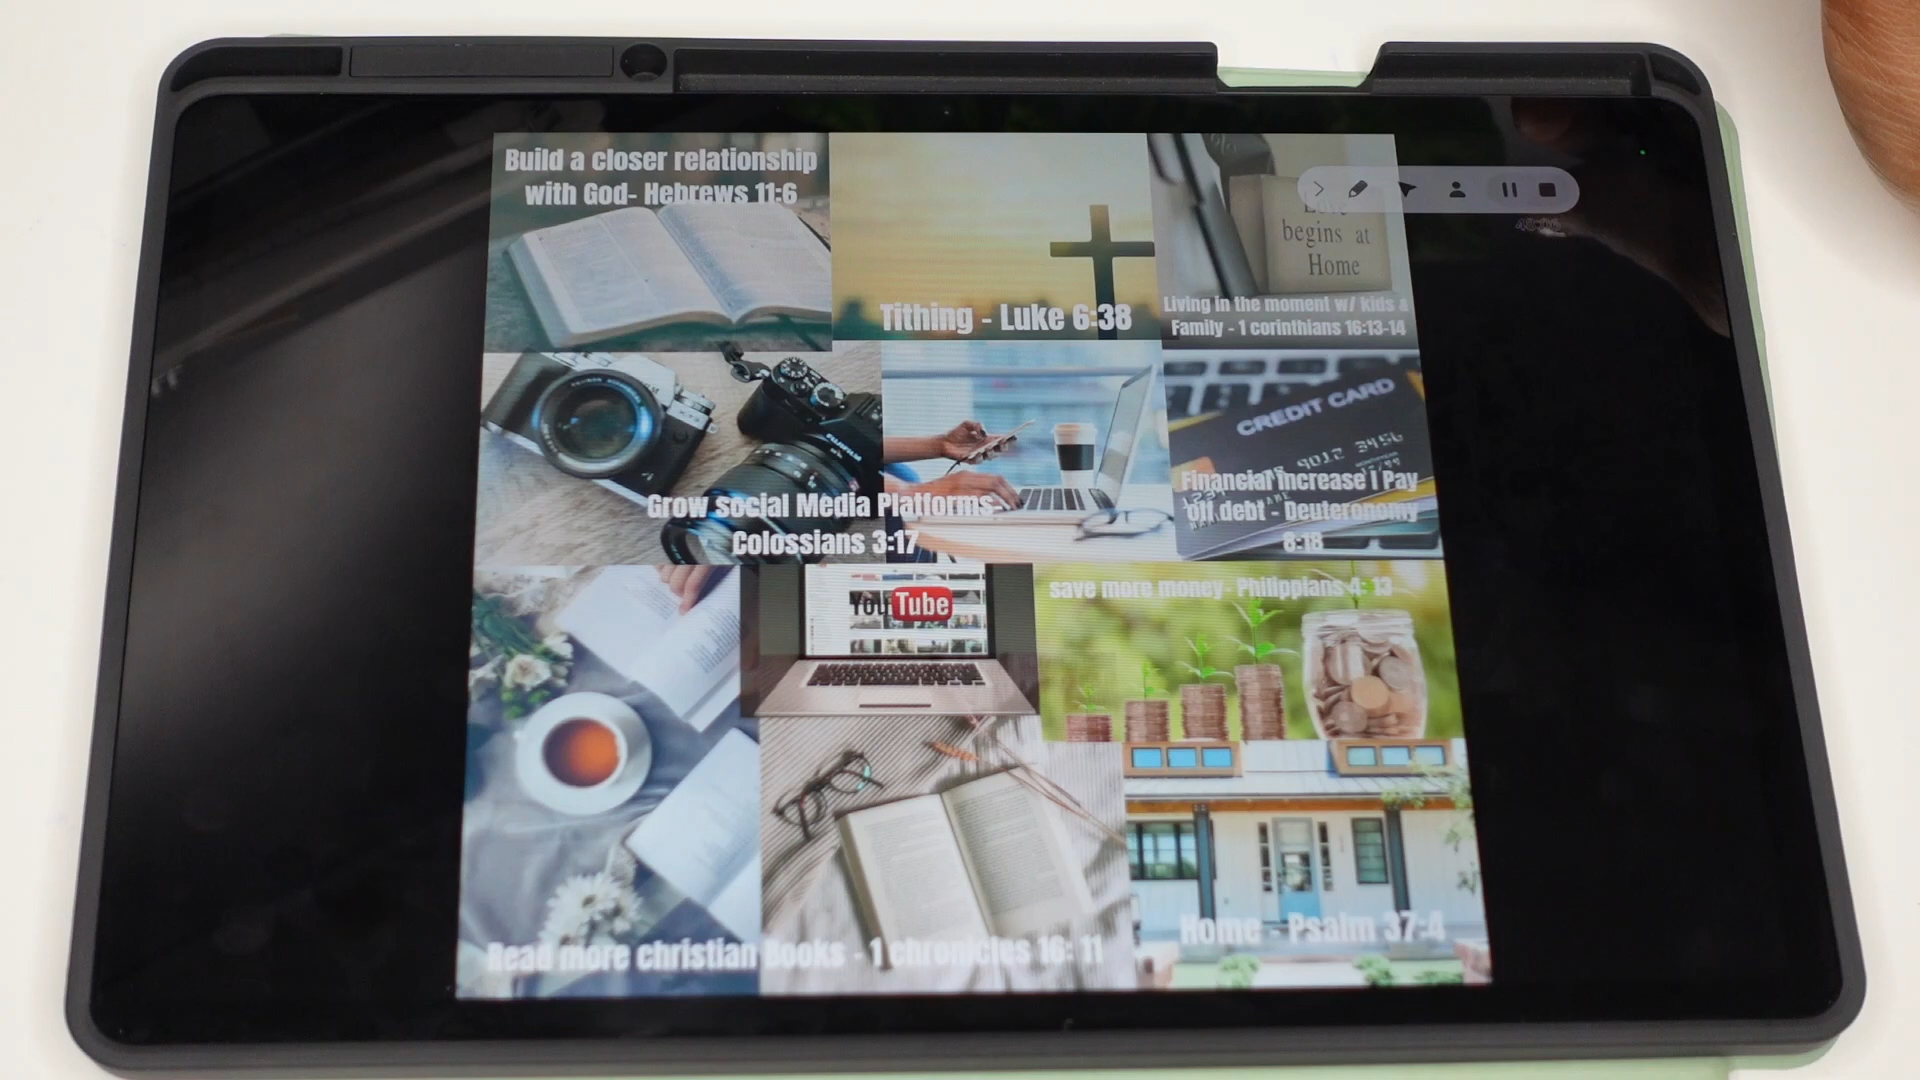 Build a closer relationship
with God- Hebrews 11:6
Tithing - Luke 6:38
begins at
Home
Living in the moment w/ kids &
Family - 1 corinthians 16:13-14
FUJIFILM
Grow social Media Platforms-
Colossians 3:17
CREDIT CARD
9012 3456
Financial increase | Pay
off debt - Deuteronomy
8:18
YouTube
save more money- Philippians 4: 13
Read more christian Books - 1 chronicles 16: 11
Home - Psalm 37:4